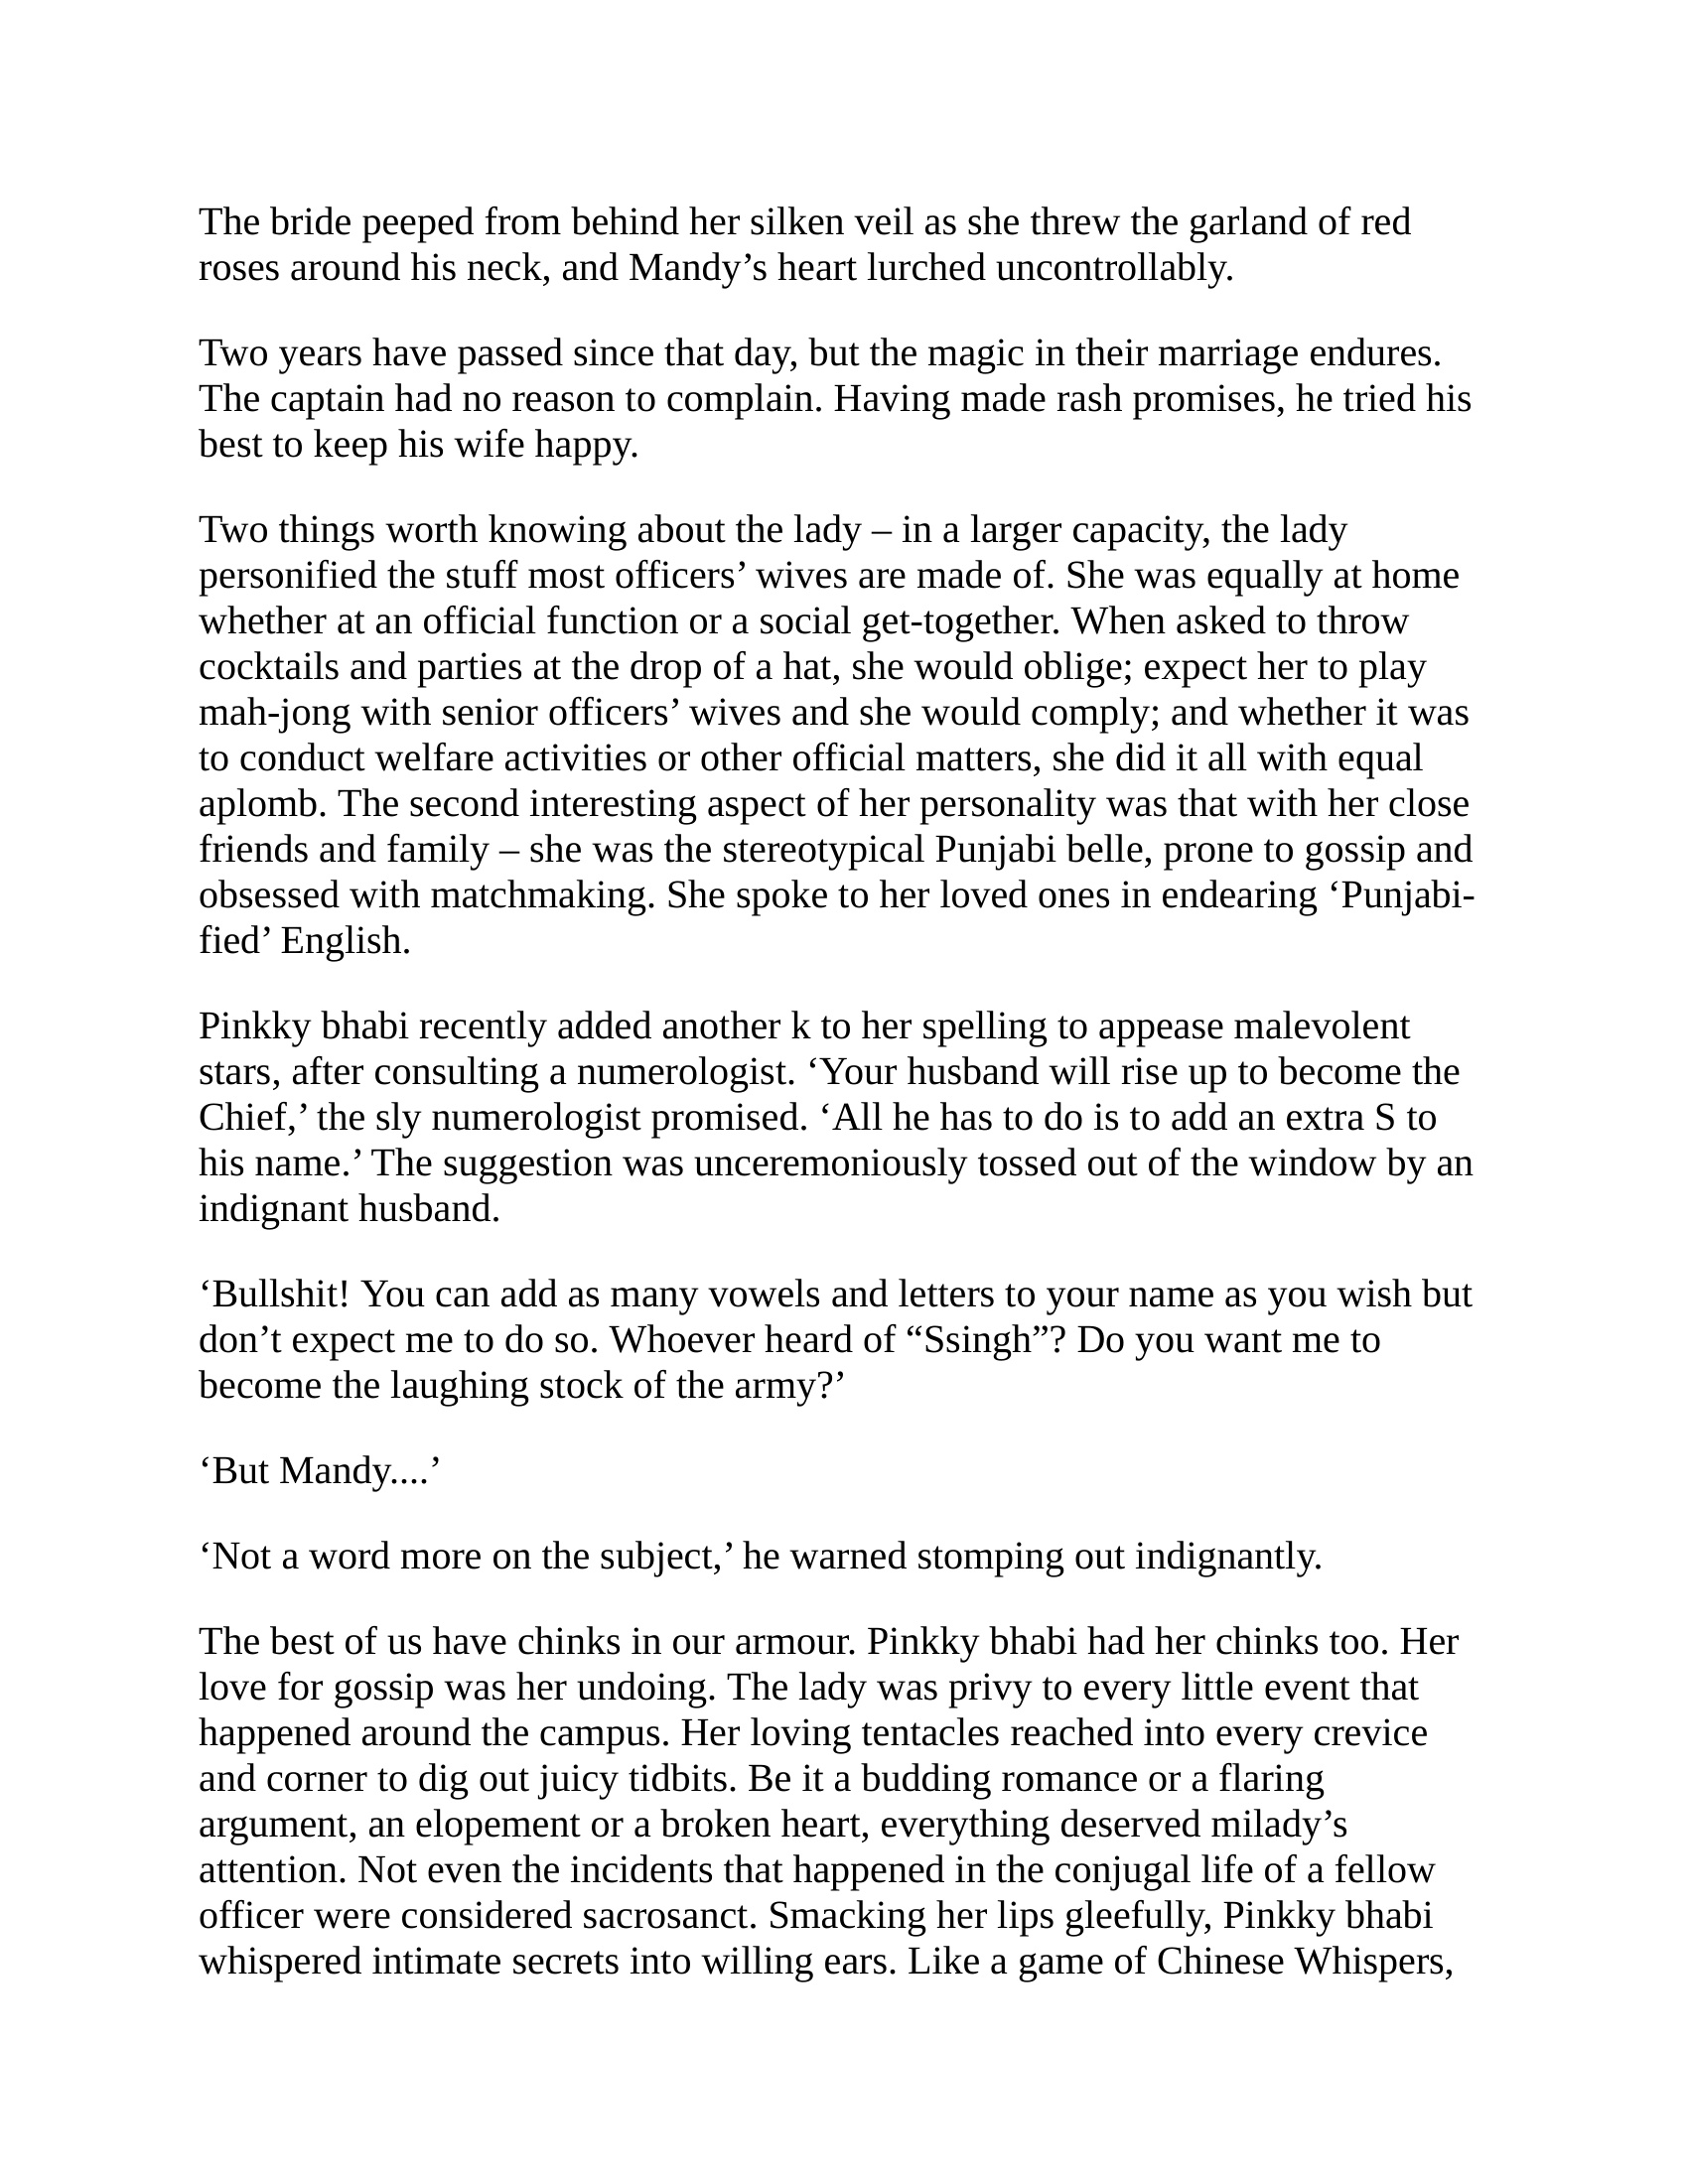 The bride peeped from behind her silken veil as she threw the garland of red
roses around his neck, and Mandy’s heart lurched uncontrollably.
Two years have passed since that day, but the magic in their marriage endures.
The captain had no reason to complain. Having made rash promises, he tried his
best to keep his wife happy.
Two things worth knowing about the lady – in a larger capacity, the lady
personified the stuff most officers’ wives are made of. She was equally at home
whether at an official function or a social get-together. When asked to throw
cocktails and parties at the drop of a hat, she would oblige; expect her to play
mah-jong with senior officers’ wives and she would comply; and whether it was
to conduct welfare activities or other official matters, she did it all with equal
aplomb. The second interesting aspect of her personality was that with her close
friends and family – she was the stereotypical Punjabi belle, prone to gossip and
obsessed with matchmaking. She spoke to her loved ones in endearing ‘Punjabi-
fied’ English.
Pinkky bhabi recently added another k to her spelling to appease malevolent
stars, after consulting a numerologist. ‘Your husband will rise up to become the
Chief,’ the sly numerologist promised. ‘All he has to do is to add an extra S to
his name.’ The suggestion was unceremoniously tossed out of the window by an
indignant husband.
‘Bullshit! You can add as many vowels and letters to your name as you wish but
don’t expect me to do so. Whoever heard of “Ssingh”? Do you want me to
become the laughing stock of the army?’
‘But Mandy....’
‘Not a word more on the subject,’ he warned stomping out indignantly.
The best of us have chinks in our armour. Pinkky bhabi had her chinks too. Her
love for gossip was her undoing. The lady was privy to every little event that
happened around the campus. Her loving tentacles reached into every crevice
and corner to dig out juicy tidbits. Be it a budding romance or a flaring
argument, an elopement or a broken heart, everything deserved milady’s
attention. Not even the incidents that happened in the conjugal life of a fellow
officer were considered sacrosanct. Smacking her lips gleefully, Pinkky bhabi
whispered intimate secrets into willing ears. Like a game of Chinese Whispers,